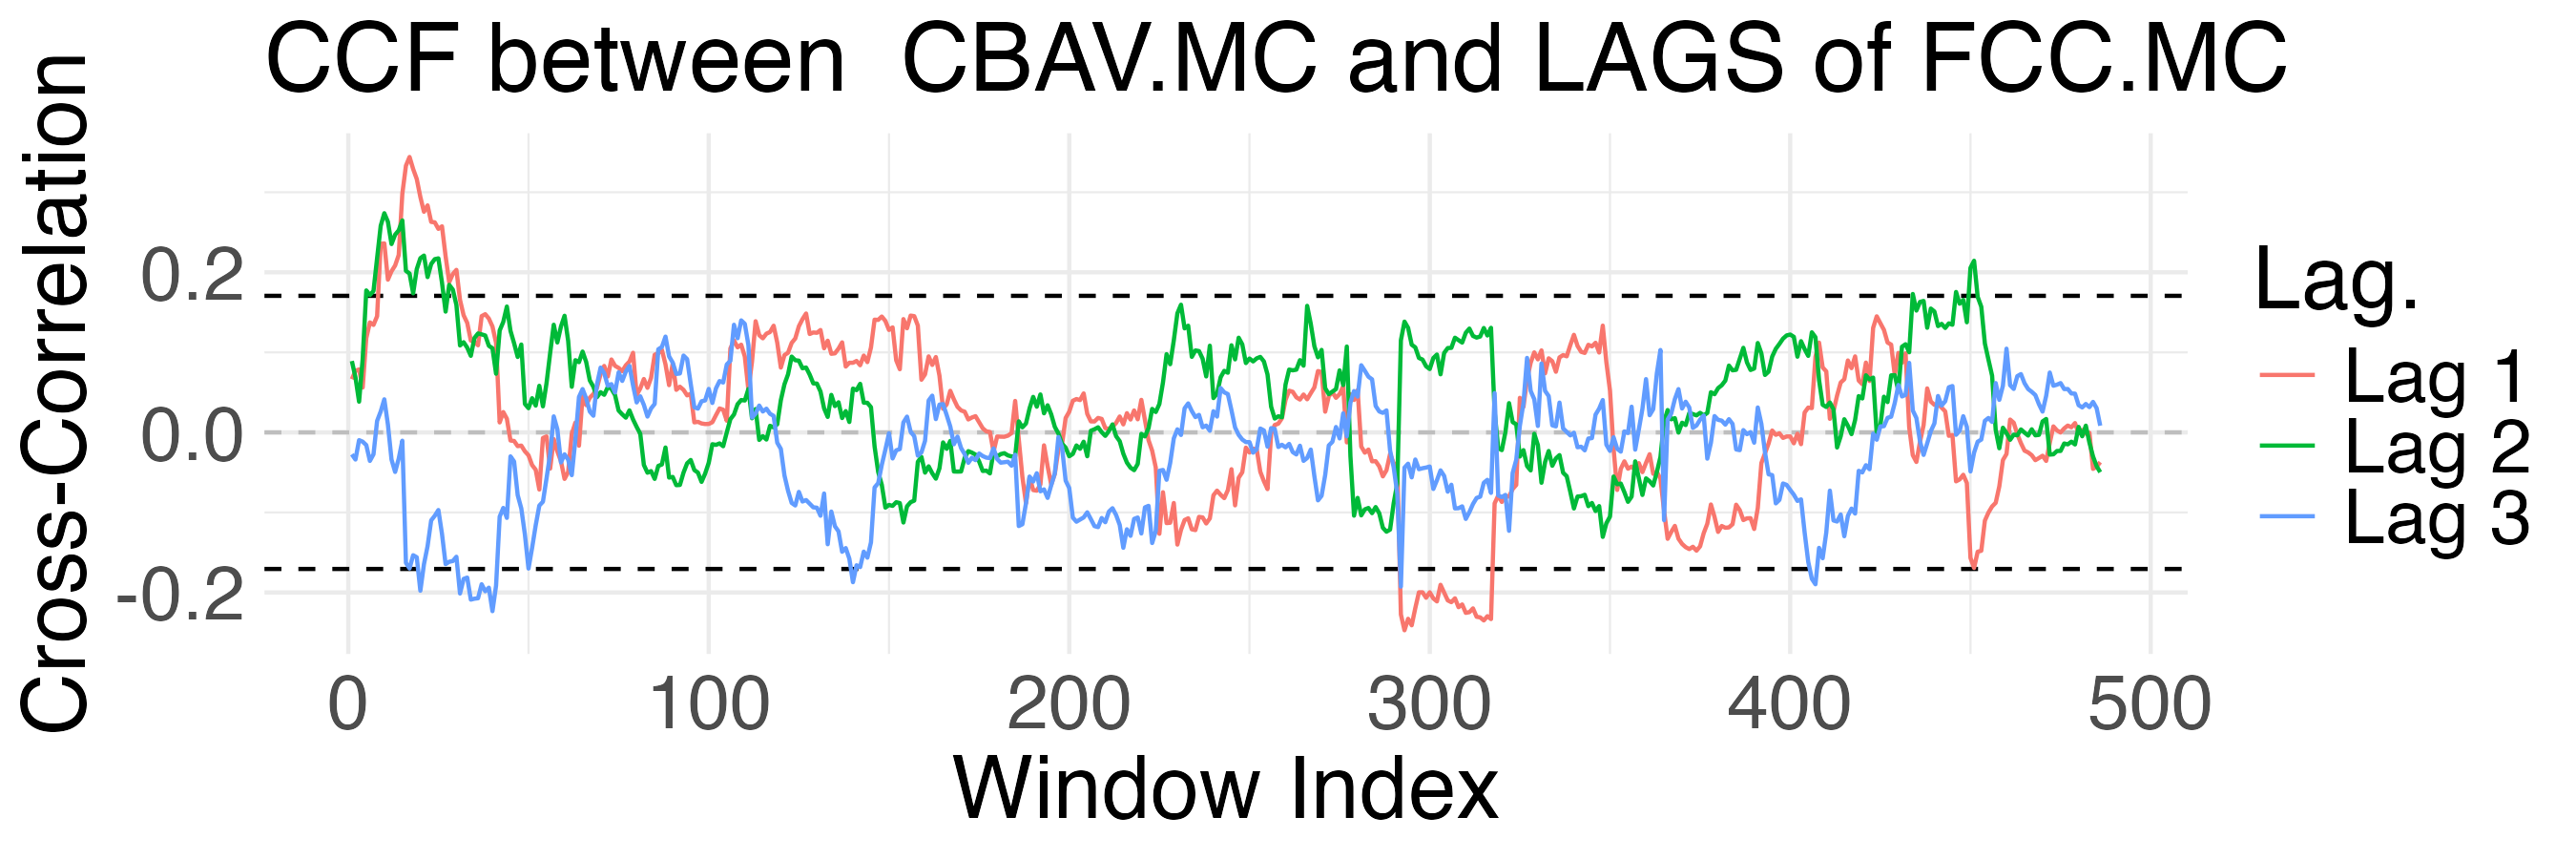 CCF between  CBAV.MC and LAGS of FCC.MC
Cross-Correlation
0.2
0.0
-0.2
0 100 200 300 400 500
Window Index
Lag.
Lag 1
Lag 2
Lag 3